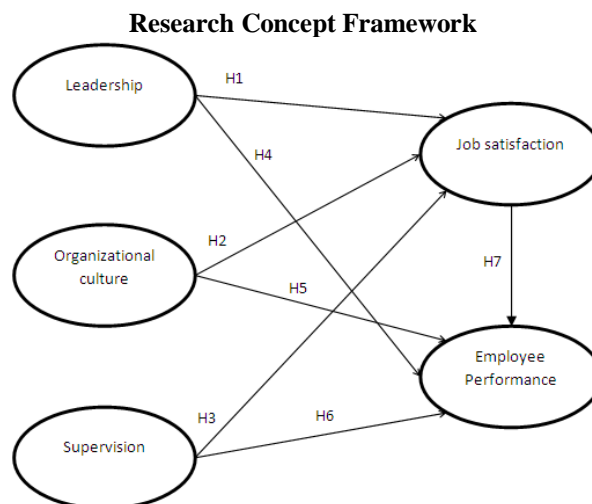 Research Concept Framework
Leadership
H1
Job satisfaction
H4
H2
Organizational
culture
H5
H7
Employee
Performance
H3
H6
Supervision